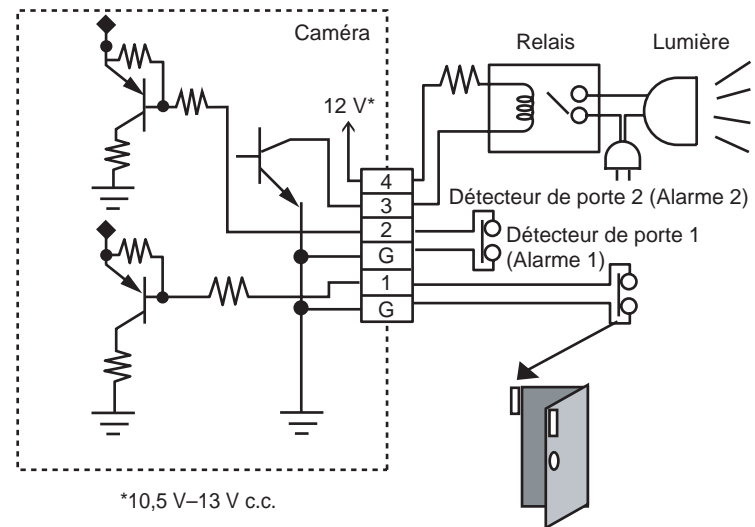 Caméra
Relais
Lumière
12 V*
4
3
2
G
1
G
Détecteur de porte 2 (Alarme 2)
Détecteur de porte 1
(Alarme 1)
*10,5 V–13 V c.c.